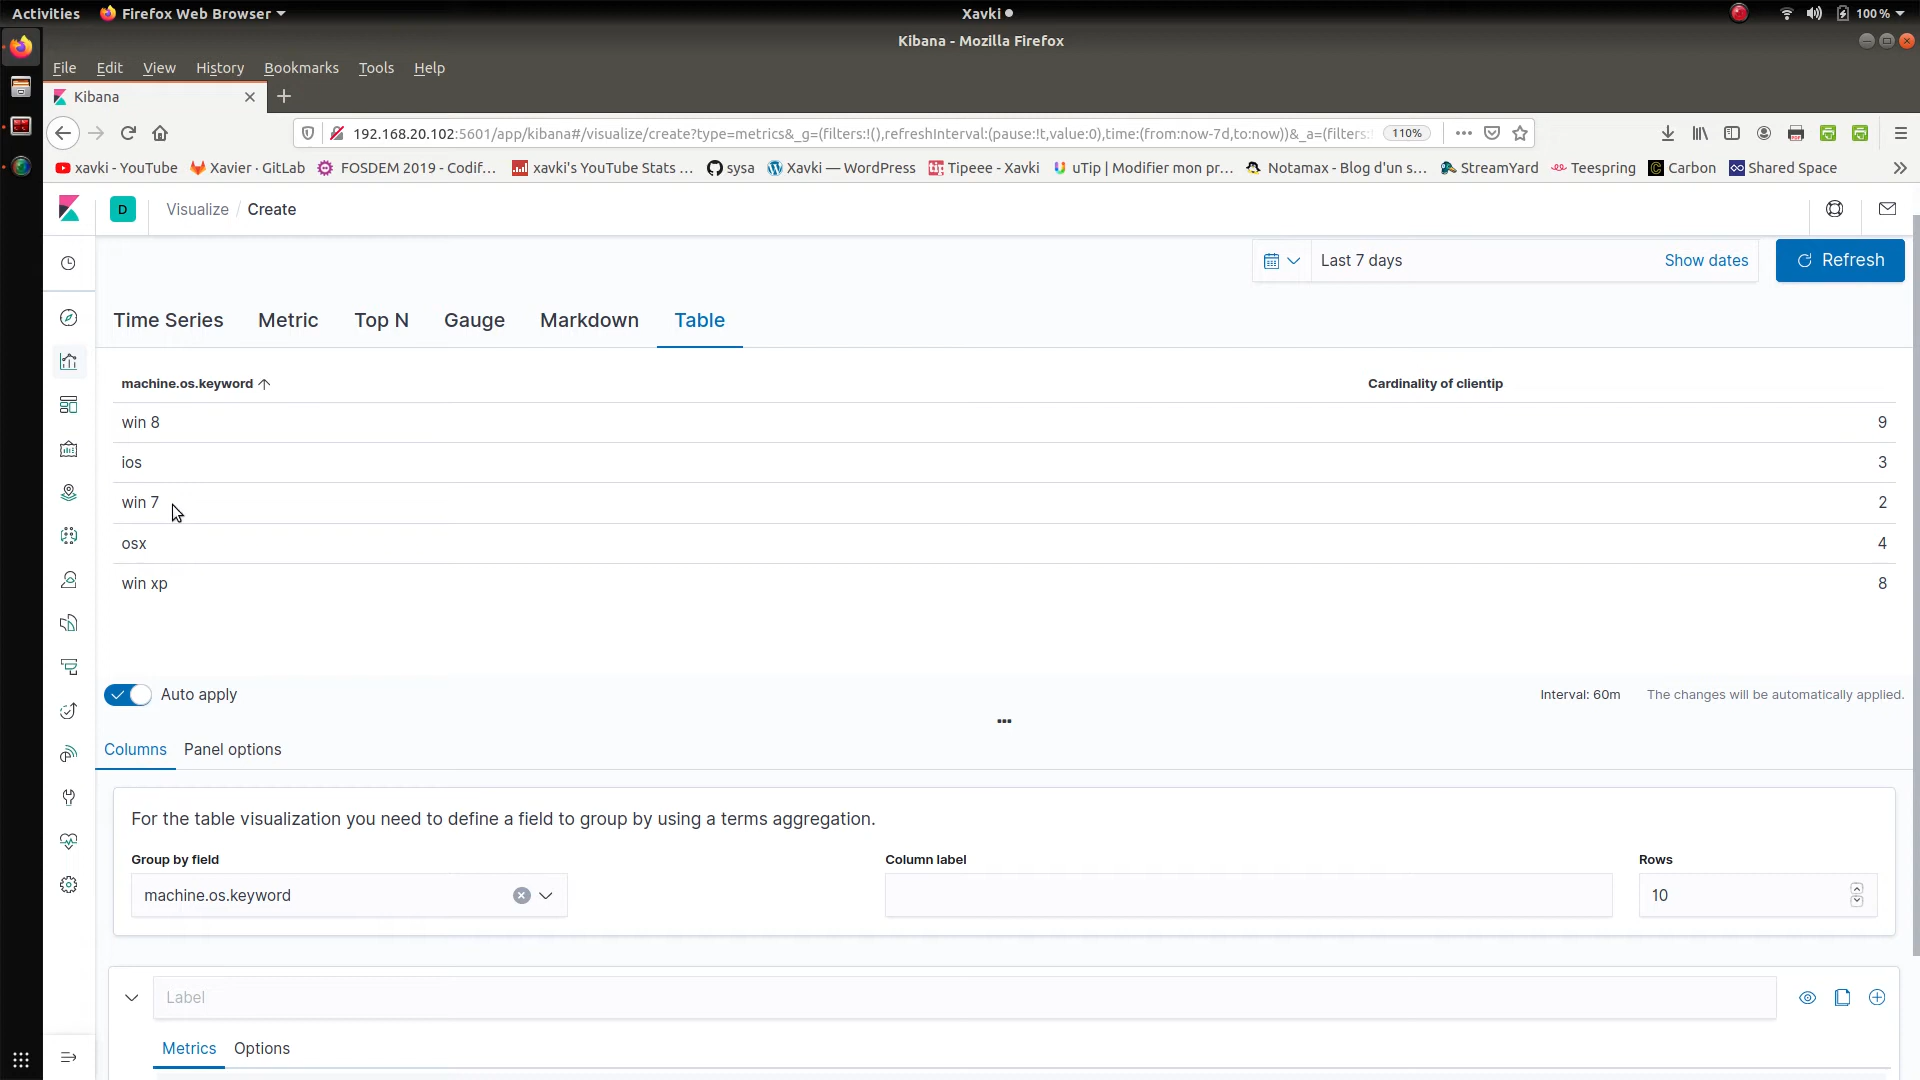 Activities Firefox Web Browser Xavki 100 %
Kibana - Mozilla Firefox
File Edit View History Bookmarks Tools Help
Kibana
192.168.20.102:5601/app/kibana#/visualize/create?type=metrics&_g=(filters:!(),refreshInterval:(pause:!t,value:0),time:(from:now-7d,to:now))&_a=(filters: 110%
xavki - YouTube Xavier · GitLab FOSDEM 2019 - Codif... xavki's YouTube Stats ... sysa Xavki — WordPress Tipeee - Xavki uTip | Modifier mon pr... Notamax - Blog d'un s... StreamYard Teespring Carbon Shared Space
D Visualize / Create
Last 7 days Show dates Refresh
Time Series Metric Top N Gauge Markdown Table
machine.os.keyword Cardinality of clientip
win 8 9
ios 3
win 7 2
osx 4
win xp 8
Auto apply Interval: 60m The changes will be automatically applied.
Columns Panel options
For the table visualization you need to define a field to group by using a terms aggregation.
Group by field Column label Rows
machine.os.keyword 10
Label
Metrics Options